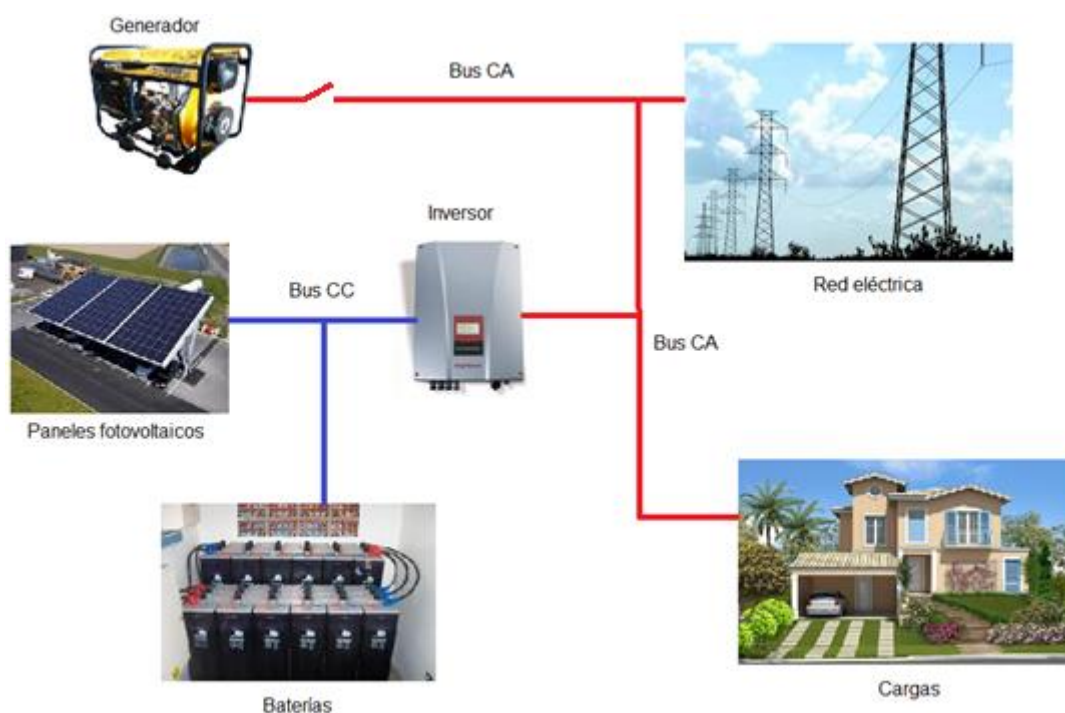 Generador
Bus CA
Inversor
Red eléctrica
Bus CC
Bus CA
Paneles fotovoltaicos
Cargas
Baterías